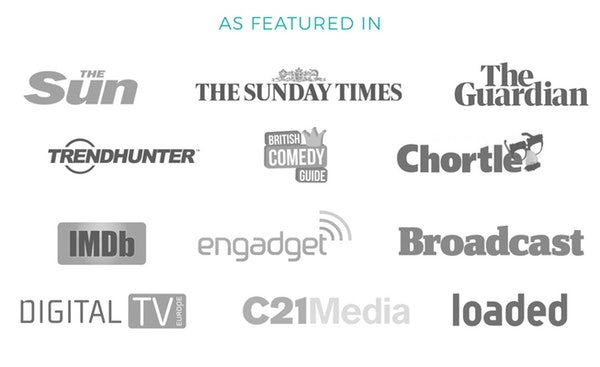 AS FEATURED IN
THE
Sun
THE SUNDAY TIMES
The
Guardian
TRENDHUNTER™
BRITISH
COMEDY
GUIDE
Chortle
IMDb
engadget
Broadcast
DIGITAL TV EUROPE
C21Media
loaded